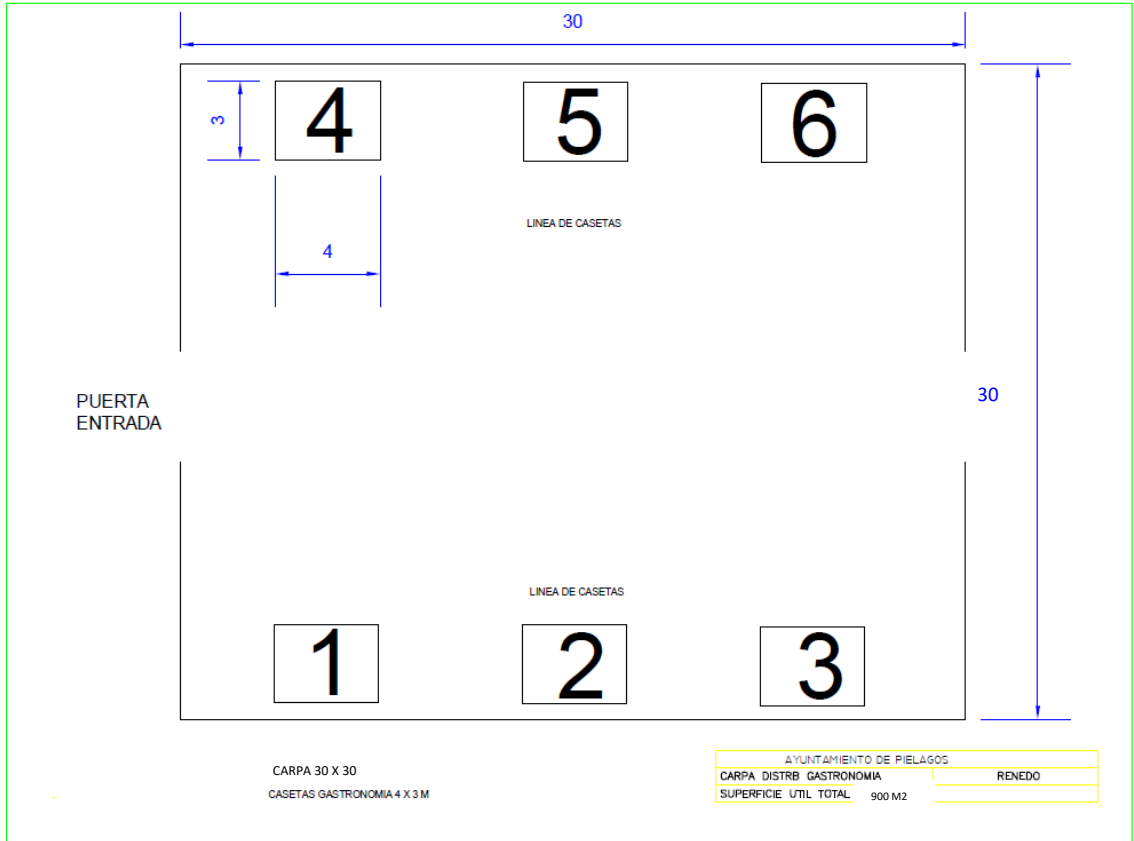 30
4
5
6
3
LINEA DE CASETAS
4
PUERTA
ENTRADA
30
LINEA DE CASETAS
1
2
3
CARPA 30 X 30
CASETAS GASTRONOMIA 4 X 3 M
AYUNTAMIENTO DE PIELAGOS
CARPA DISTRB GASTRONOMIA RENEDO
SUPERFICIE UTIL TOTAL 900 M2